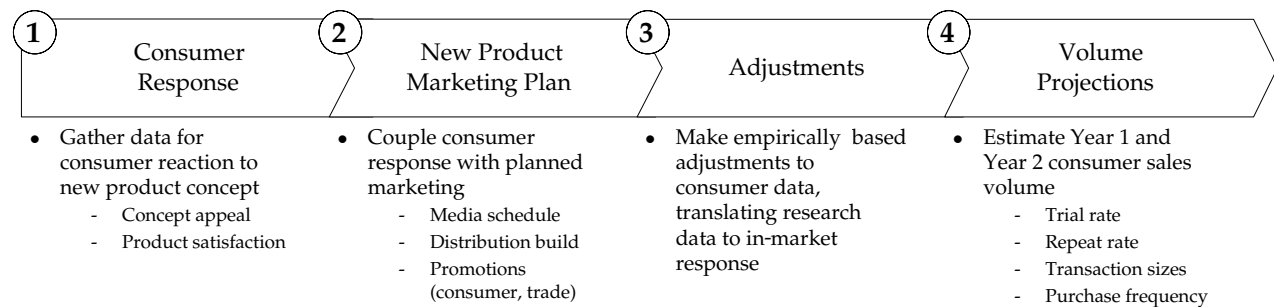 1
Consumer
Response
2
New Product
Marketing Plan
3
Adjustments
4
Volume
Projections
• Gather data for
consumer reaction to
new product concept
- Concept appeal
- Product satisfaction
• Couple consumer
response with planned
marketing
- Media schedule
- Distribution build
- Promotions
(consumer, trade)
• Make empirically based
adjustments to
consumer data,
translating research
data to in-market
response
• Estimate Year 1 and
Year 2 consumer sales
volume
- Trial rate
- Repeat rate
- Transaction sizes
- Purchase frequency